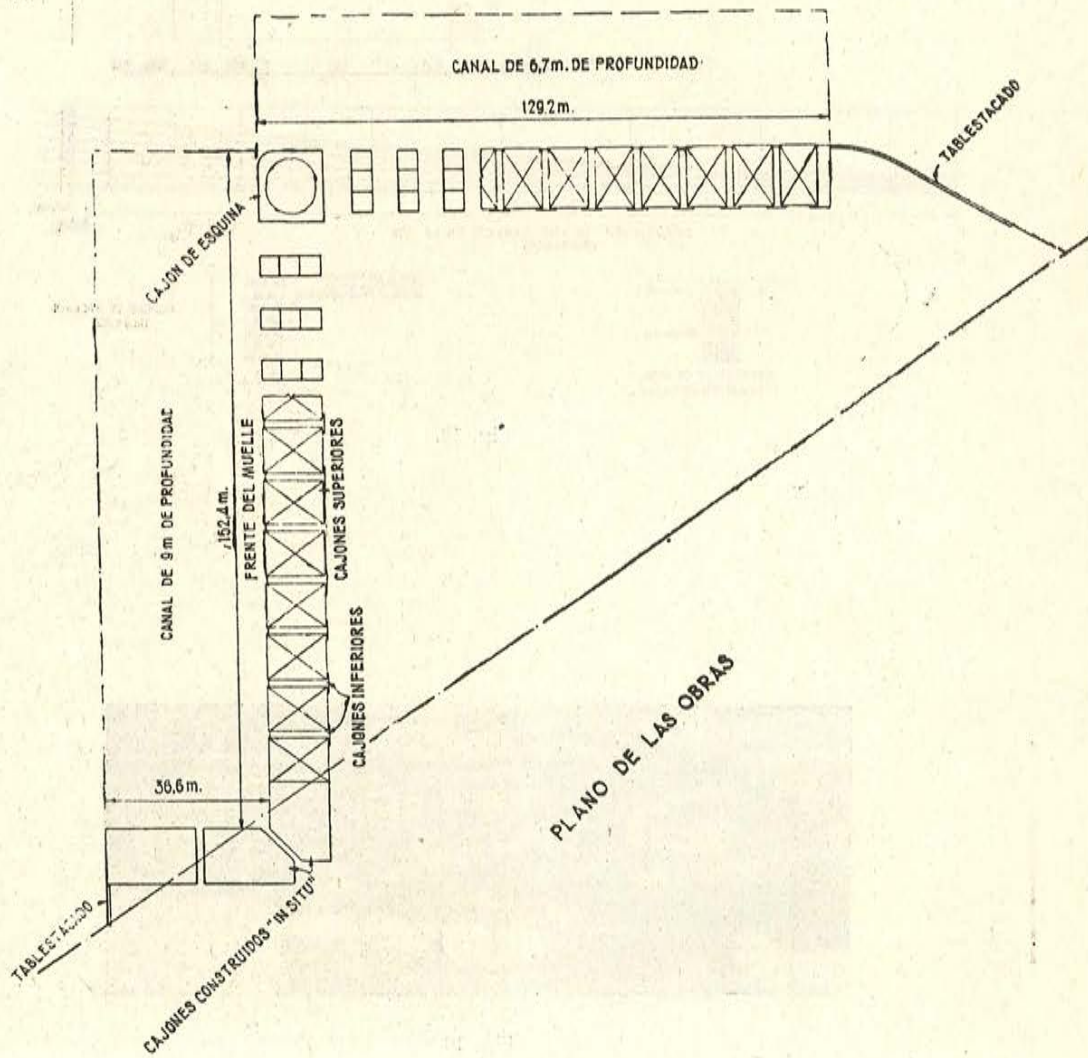 CANAL DE 6,7m. DE PROFUNDIDAD
129.2m.
TABLESTACADO
CAJON DE ESQUINA
CANAL DE 9m DE PROFUNDIDAD
152,4m.
FRENTE DEL MUELLE
CAJONES SUPERIORES
CAJONES INFERIORES
36,6m.
PLANO DE LAS OBRAS
TABLESTACADO
CAJONES CONSTRUIDOS "IN SITU"